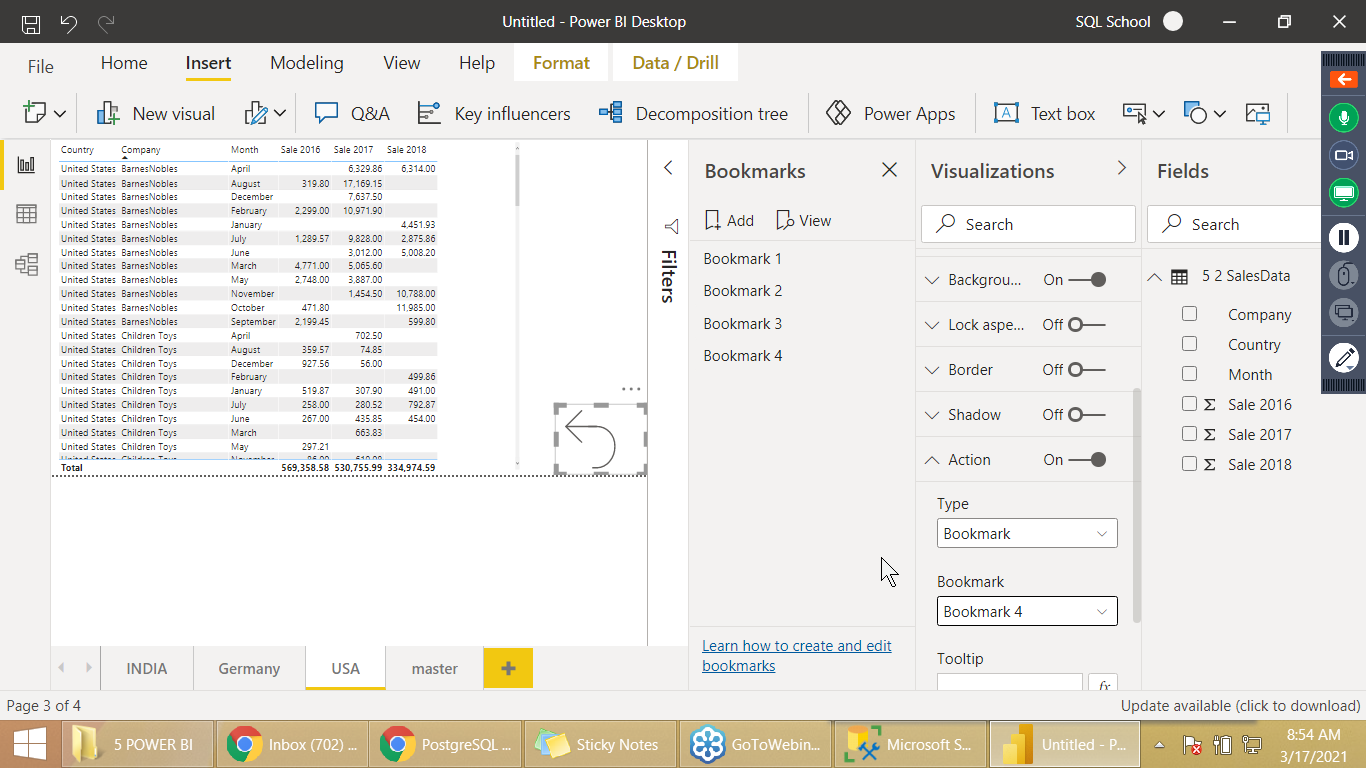 Untitled - Power BI Desktop
SQL School
File
Home
Insert
Modeling
View
Help
Format
Data / Drill
New visual
Q&A
Key influencers
Decomposition tree
Power Apps
A
Text box
Country Company Month Sale 2016 Sale 2017 Sale 2018
United States BarnesNobles April 6,329.86 6,314.00
United States BarnesNobles August 319.80 17,169.15
United States BarnesNobles December 7,637.50
United States BarnesNobles February 2,299.00 10,971.90
United States BarnesNobles January 4,451.93
United States BarnesNobles July 1,289.57 9,828.00 2,875.86
United States BarnesNobles June 3,012.00 5,008.20
United States BarnesNobles March 4,771.00 5,065.60
United States BarnesNobles May 2,748.00 3,887.00
United States BarnesNobles November 1,454.50 10,788.00
United States BarnesNobles October 471.80 11,985.00
United States BarnesNobles September 2,199.45 599.80
United States Children Toys April 702.50
United States Children Toys August 359.57 74.85
United States Children Toys December 927.56 56.00
United States Children Toys February 499.86
United States Children Toys January 519.87 307.90 491.00
United States Children Toys July 258.00 280.52 792.87
United States Children Toys June 267.00 435.85 454.00
United States Children Toys March 663.83
United States Children Toys May 297.21
United States Children Toys November
Total 569,358.58 530,755.99 334,974.59
Filters
Bookmarks
Add
View
Bookmark 1
Bookmark 2
Bookmark 3
Bookmark 4
Learn how to create and edit
bookmarks
Visualizations
Search
Backgrou... On
Lock aspe... Off
Border Off
Shadow Off
Action On
Type
Bookmark
Bookmark
Bookmark 4
Tooltip
fx
Fields
Search
5 2 SalesData
Company
Country
Month
Σ Sale 2016
Σ Sale 2017
Σ Sale 2018
INDIA
Germany
USA
master
+
Page 3 of 4
Update available (click to download)
5 POWER BI
Inbox (702) ...
PostgreSQL ...
Sticky Notes
GoToWebin...
Microsoft S...
Untitled - P...
8:54 AM
3/17/2021